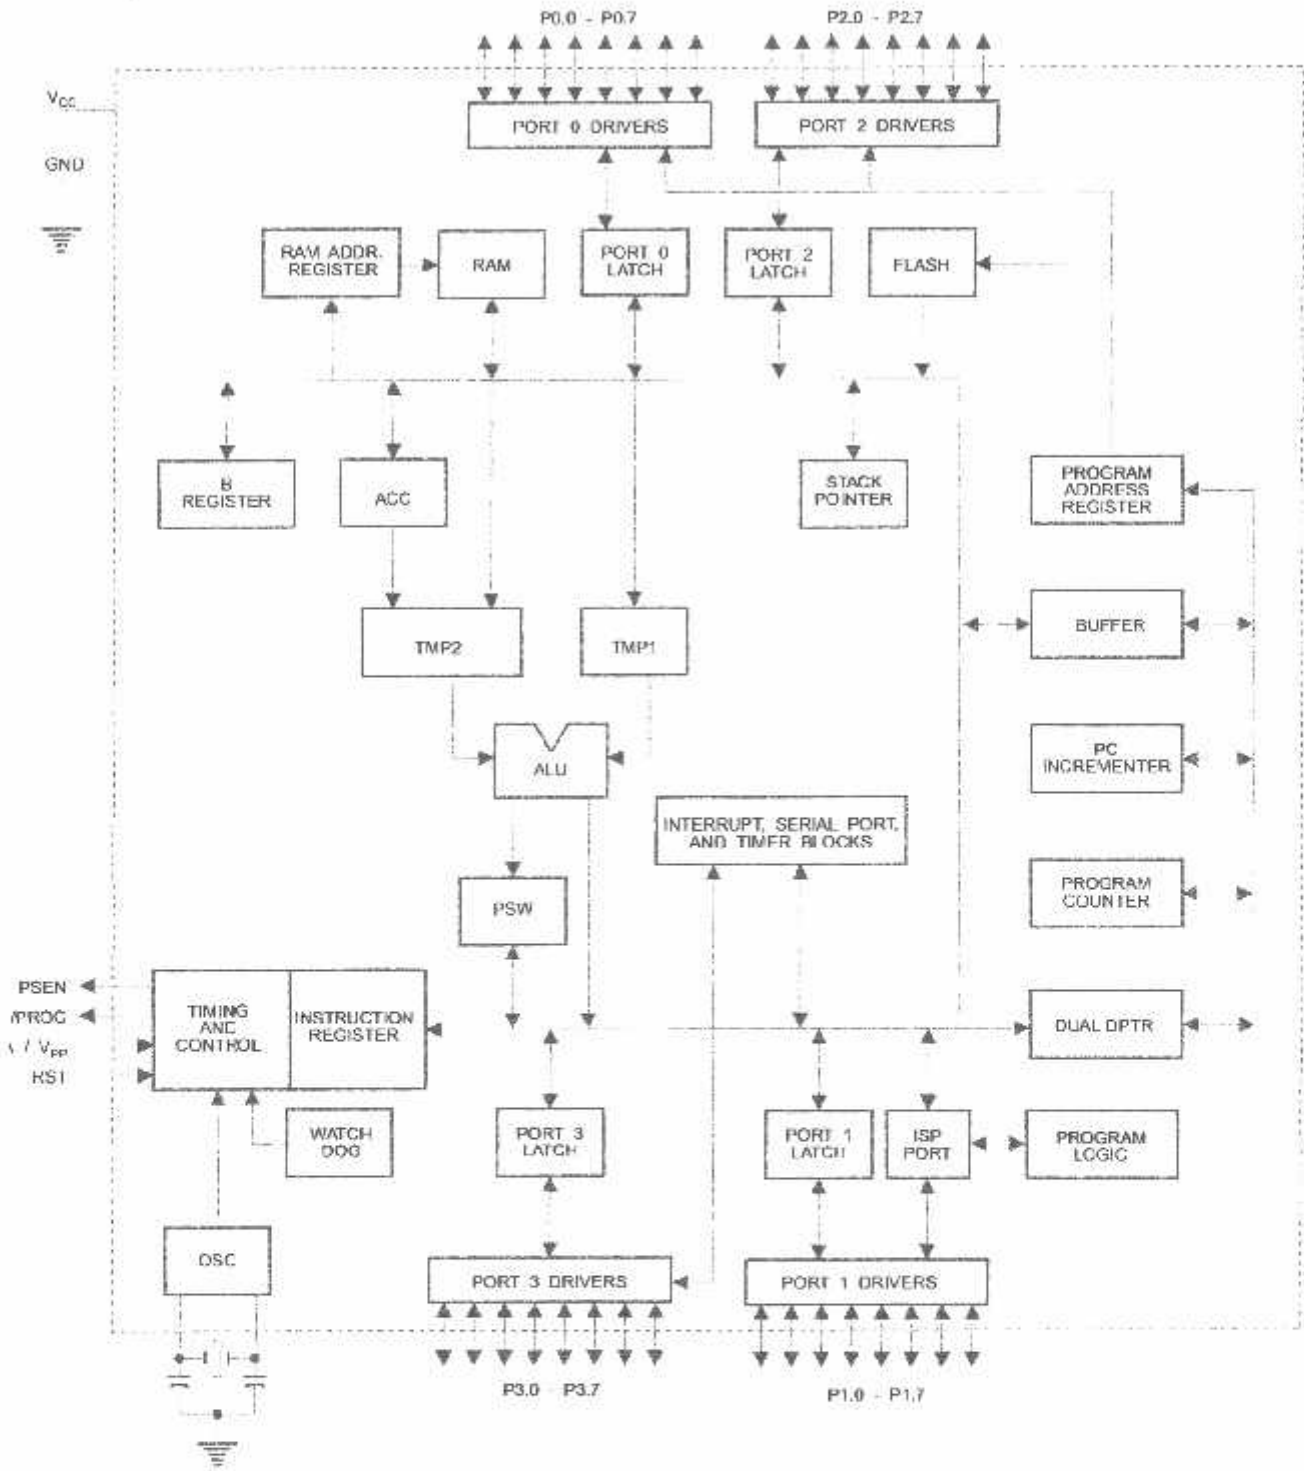 P0.0 - P0.7
P2.0 - P2.7
VCC
PORT 0 DRIVERS
PORT 2 DRIVERS
GND
RAM ADDR.
REGISTER
RAM
PORT 0
LATCH
PORT 2
LATCH
FLASH
B
REGISTER
ACC
STACK
POINTER
PROGRAM
ADDRESS
REGISTER
BUFFER
TMP2
TMP1
PC
INCREMENTER
ALU
INTERRUPT, SERIAL PORT,
AND TIMER BLOCKS
PROGRAM
COUNTER
PSW
PSEN
/PROG
/ VPP
RST
TIMING
AND
CONTROL
INSTRUCTION
REGISTER
DUAL DPTR
WATCH
DOG
PORT 3
LATCH
PORT 1
LATCH
ISP
PORT
PROGRAM
LOGIC
OSC
PORT 3 DRIVERS
PORT 1 DRIVERS
P3.0 - P3.7
P1.0 - P1.7